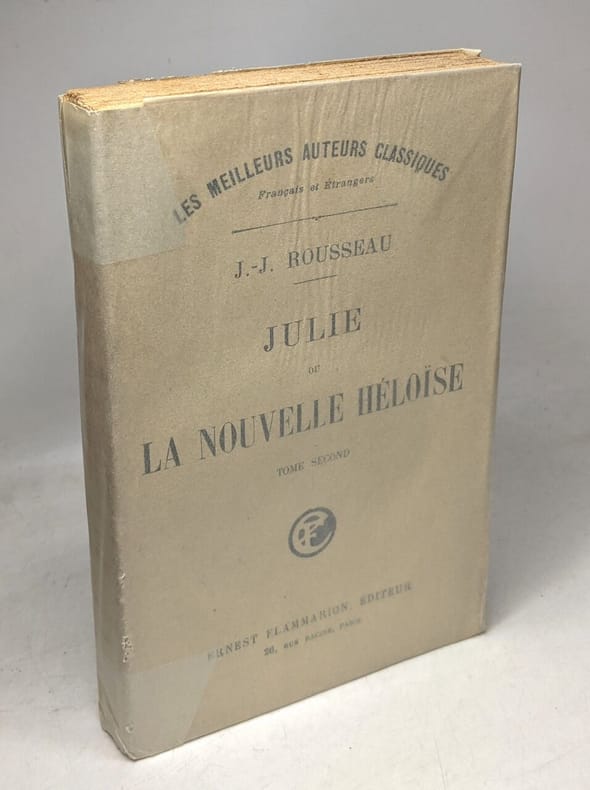 LES MEILLEURS AUTEURS CLASSIQUES
Français et Étrangers
J.-J. ROUSSEAU
JULIE
OU
LA NOUVELLE HÉLOÏSE
TOME SECOND
ERNEST FLAMMARION, ÉDITEUR
26, RUE RACINE, PARIS